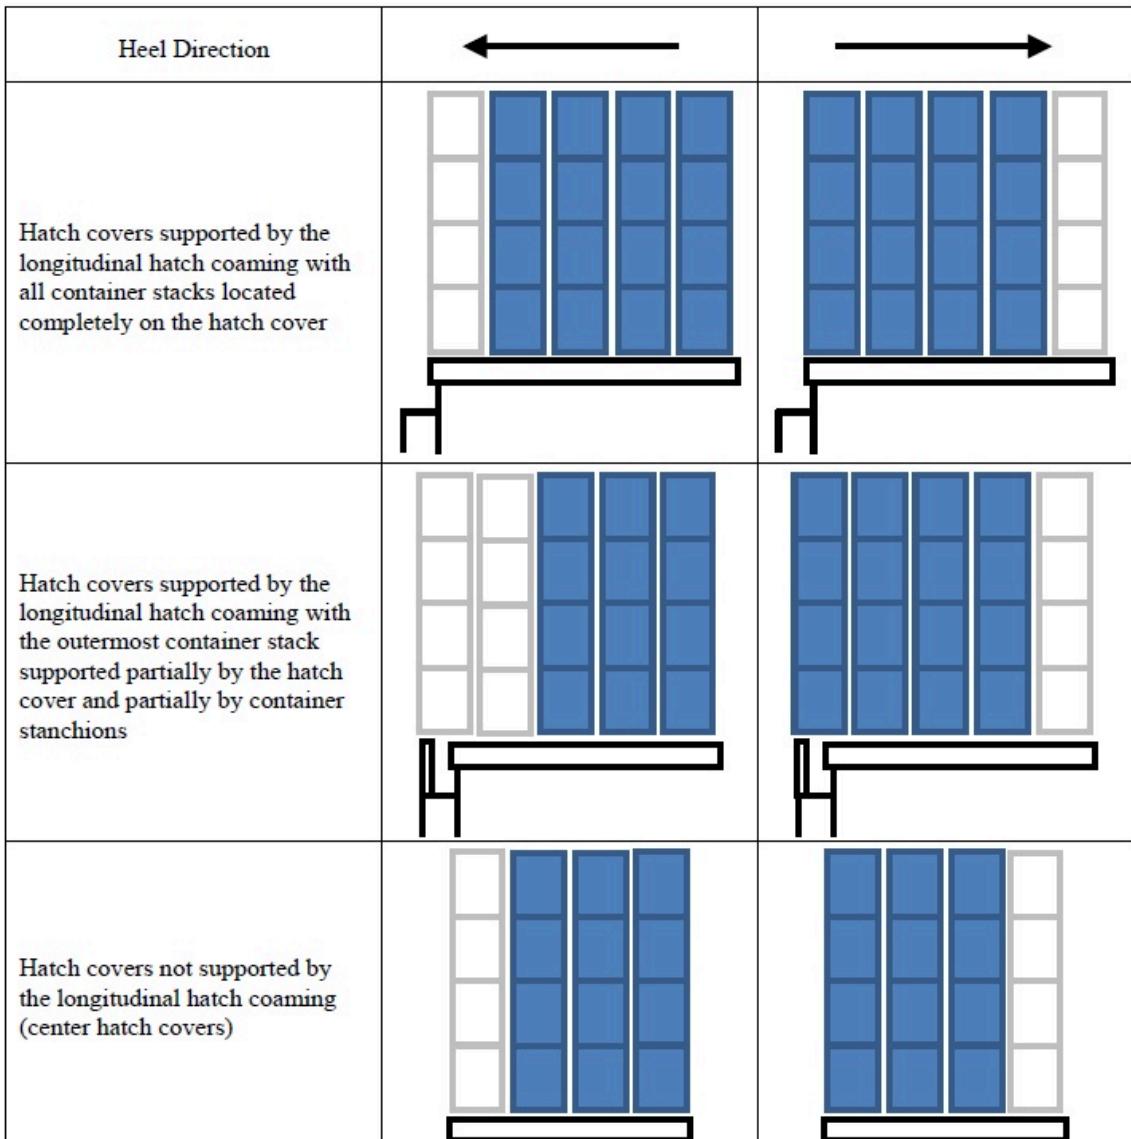 Heel Direction
Hatch covers supported by the
longitudinal hatch coaming with
all container stacks located
completely on the hatch cover
Hatch covers supported by the
longitudinal hatch coaming with
the outermost container stack
supported partially by the hatch
cover and partially by container
stanchions
Hatch covers not supported by
the longitudinal hatch coaming
(center hatch covers)